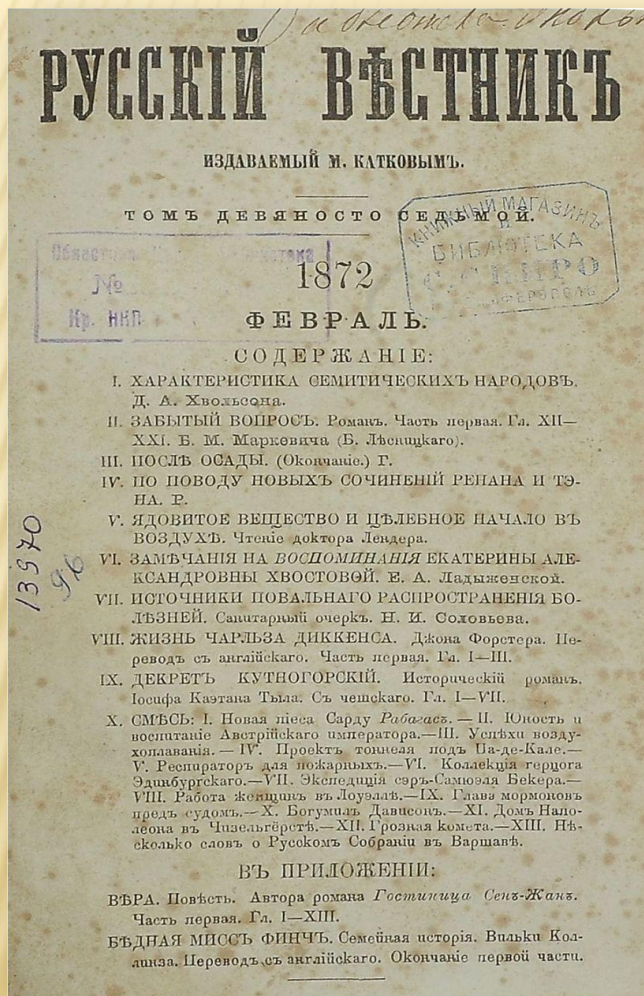 РУССКІЙ ВѢСТНИКЪ
ИЗДАВАЕМЫЙ М. КАТКОВЫМЪ.
ТОМЪ ДЕВЯНОСТО СЕДЬМОЙ.
КНИЖНЫЙ МАГАЗИНЪ
И
БИБЛІОТЕКА
№
Кр. НКП
1872
ФЕВРАЛЬ.
СОДЕРЖАНІЕ:
I. ХАРАКТЕРИСТИКА СЕМИТИЧЕСКИХЪ НАРОДОВЪ.
Д. А. Хвольсона.
II. ЗАБЫТЫЙ ВОПРОСЪ. Романъ. Часть первая. Гл. XII—
XXI. Б. М. Марковича (Б. Лѣсницкаго).
III. ПОСЛѢ ОСАДЫ. (Окончаніе.) Г.
IV. ПО ПОВОДУ НОВЫХЪ СОЧИНЕНІЙ РЕНАНА И ТЭ-
НА. Р.
V. ЯДОВИТОЕ ВЕЩЕСТВО И ЦѢЛЕБНОЕ НАЧАЛО ВЪ
ВОЗДУХѢ. Чтеніе доктора Лендера.
VI. ЗАМѢЧАНІЯ НА ВОСПОМИНАНІЯ ЕКАТЕРИНЫ АЛЕ-
КСАНДРОВНЫ ХВОСТОВОЙ. Е. А. Ладыженской.
VII. ИСТОЧНИКИ ПОВАЛЬНАГО РАСПРОСТРАНЕНІЯ БО-
ЛѢЗНЕЙ. Санитарный очеркъ. Н. И. Соловьева.
VIII. ЖИЗНЬ ЧАРЛЬЗА ДИККЕНСА. Джона Форстера. Пе-
реводъ съ англійскаго. Часть первая. Гл. I—III.
IX. ДЕКРЕТЪ КУТНОГОРСКІЙ. Историческій романъ.
Іосифа Каэтана Тыла. Съ чешскаго. Гл. I—VII.
X. СМѢСЬ: I. Новая піеса Сарду Рабагасъ. — II. Юность и
воспитаніе Австрійскаго императора.—III. Успѣхи возду-
хоплаванія. — IV. Проектъ тоннеля подъ Па-де-Кале.—
V. Респираторъ для пожарныхъ.—VI. Коллекція герцога
Эдинбургскаго.—VII. Экспедиція сэръ-Самюэля Бекера.—
VIII. Работа женщинъ въ Лоуэллѣ.—IX. Глава мормоновъ
предъ судомъ.—X. Богумилъ Дависонъ.—XI. Домъ Напо-
леона въ Чизельгёрстѣ.—XII. Грозная комета.—XIII. Нѣ-
сколько словъ о Русскомъ Собраніи въ Варшавѣ.
ВЪ ПРИЛОЖЕНІИ:
ВѢРА. Повѣсть. Автора романа Гостиница Сенъ-Жанъ.
Часть первая. Гл. I—XIII.
БѢДНАЯ МИССЪ ФИНЧЪ. Семейная исторія. Вильки Кол-
линза. Переводъ съ англійскаго. Окончаніе первой части.
13970
96